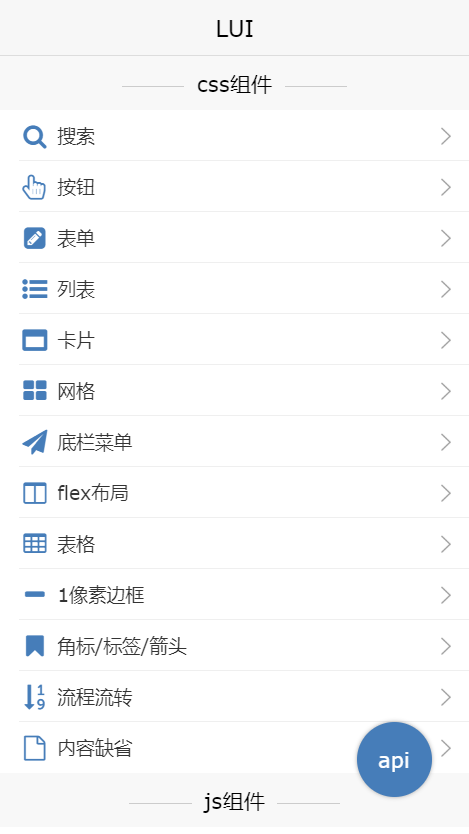 LUI
css组件
搜索
按钮
表单
列表
卡片
网格
底栏菜单
flex布局
表格
1像素边框
角标/标签/箭头
流程流转
内容缺省
api
js组件